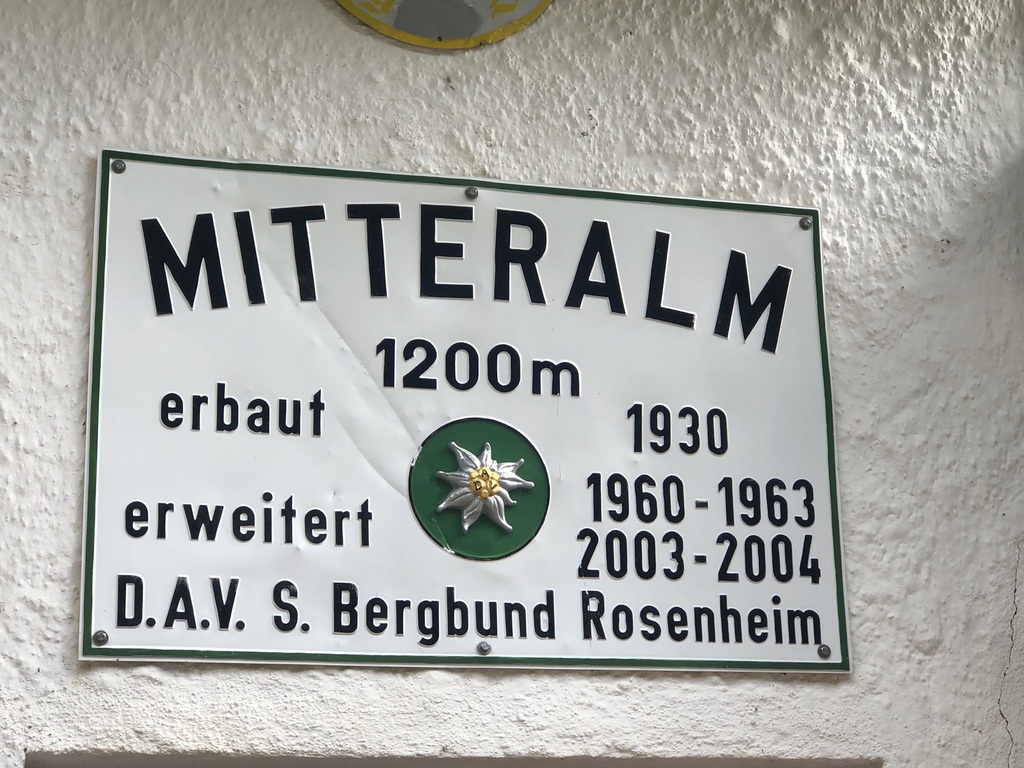 MITTERALM
1200m
erbaut 1930
erweitert 1960-1963
2003-2004
D.A.V. S. Bergbund Rosenheim